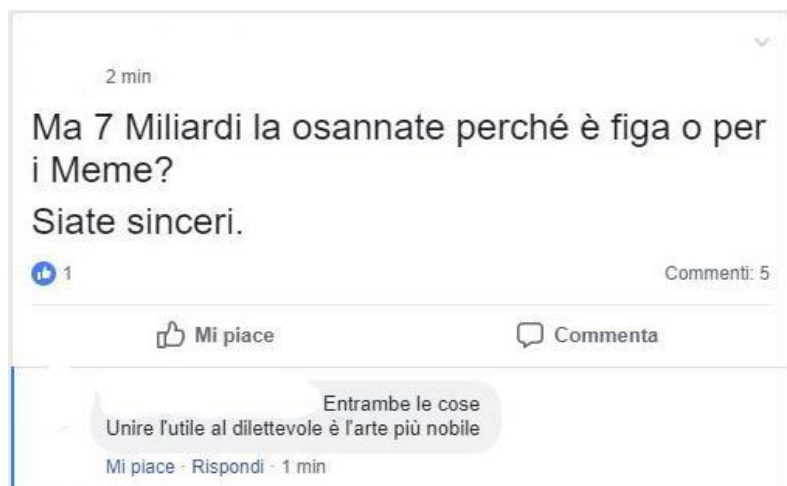 2 min
Ma 7 Miliardi la osannate perché è figa o per
i Meme?
Siate sinceri.
1
Commenti: 5
Mi piace
Commenta
Entrambe le cose
Unire l'utile al dilettevole è l'arte più nobile
Mi piace · Rispondi · 1 min